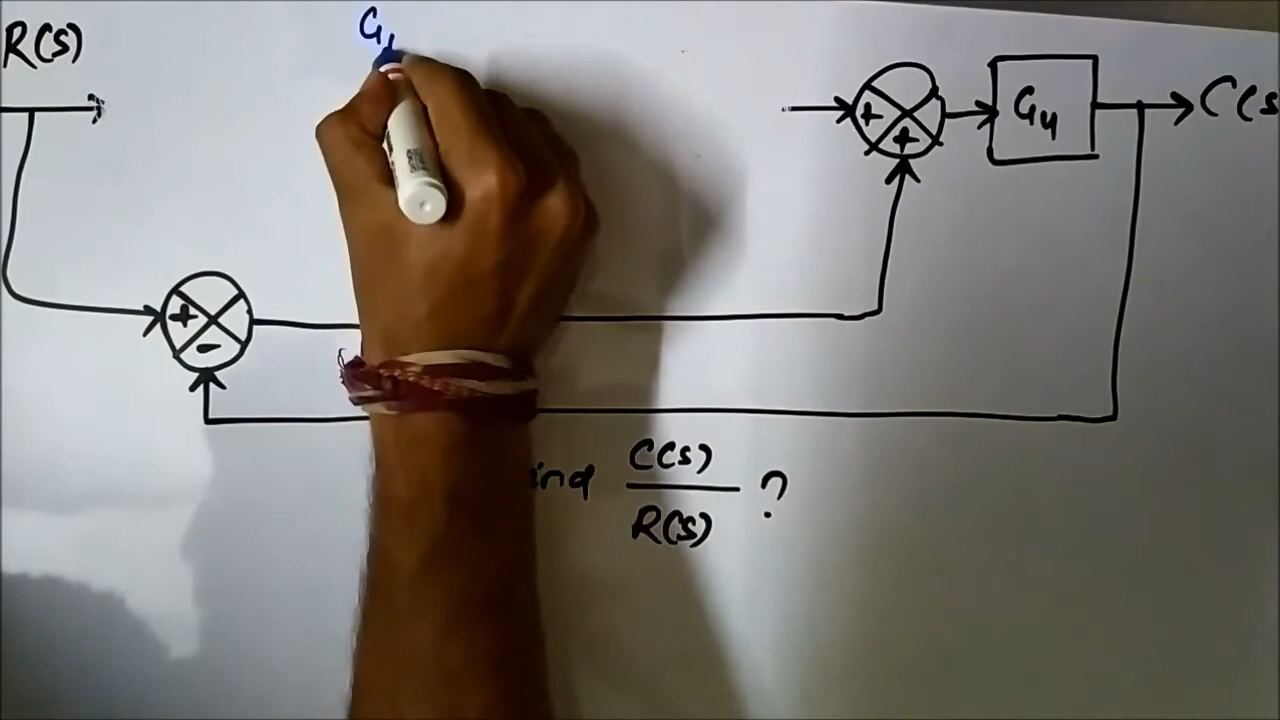 R(S)
G1
+
+
G4
C(s
+
-
ind
C(s)
R(S)
?